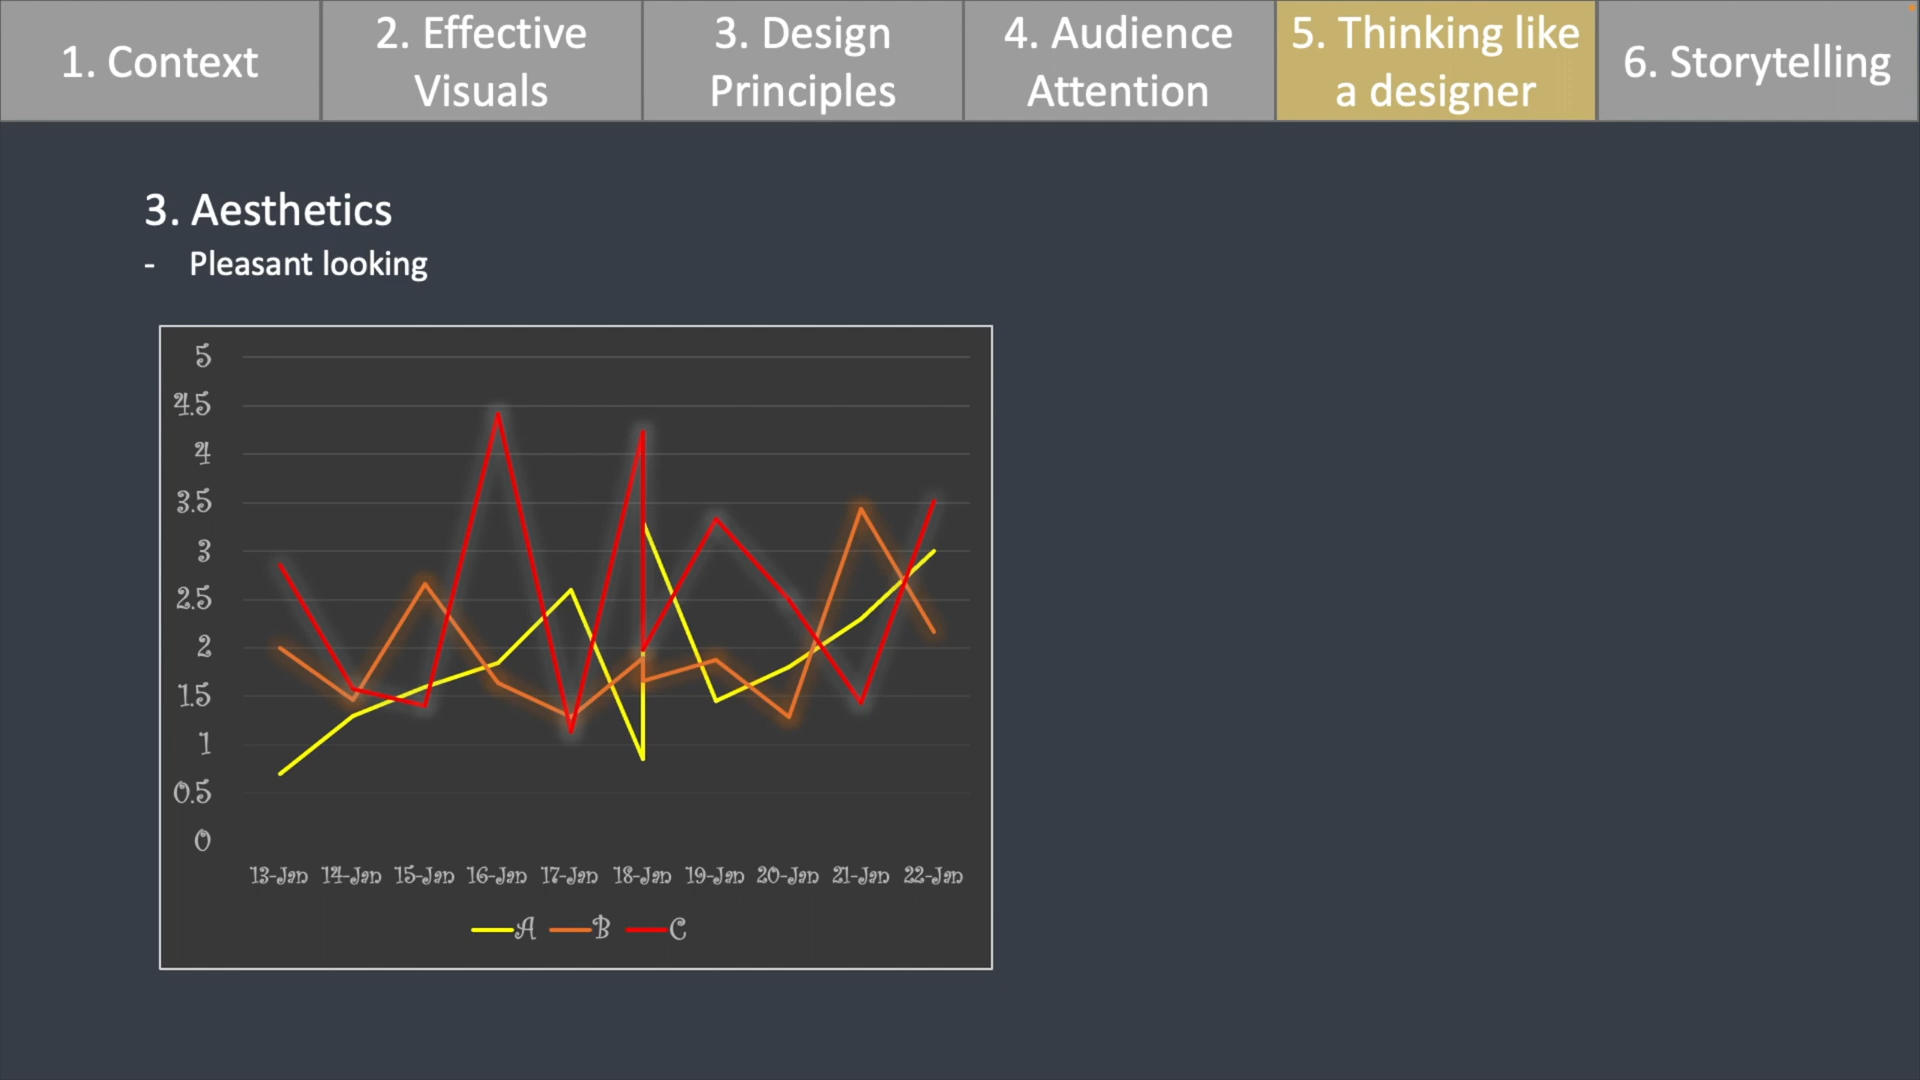 1. Context
2. Effective
Visuals
3. Design
Principles
4. Audience
Attention
5. Thinking like
a designer
6. Storytelling
3. Aesthetics
- Pleasant looking
5
4.5
4
3.5
3
2.5
2
1.5
1
0.5
0
13-Jan 14-Jan 15-Jan 16-Jan 17-Jan 18-Jan 19-Jan 20-Jan 21-Jan 22-Jan
A B C